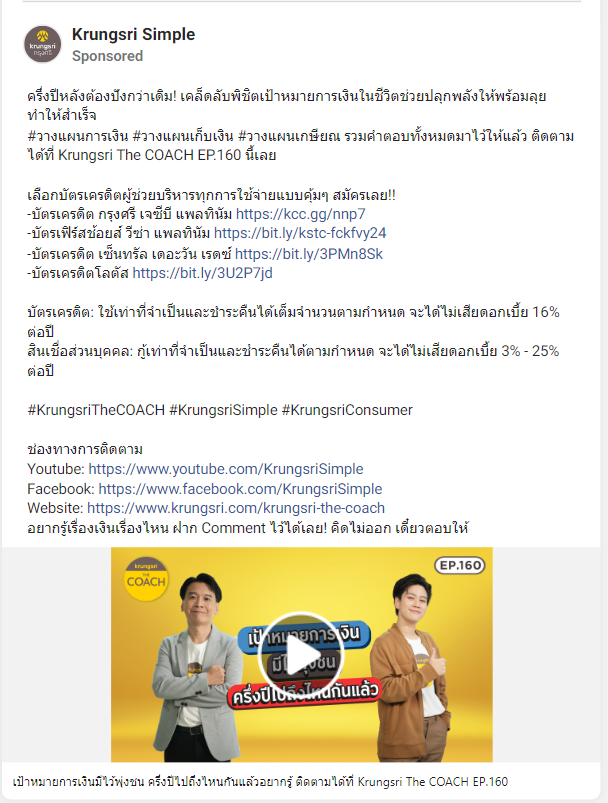 Krungsri Simple
Sponsored
krungsri
กรุงศรี
ครึ่งปีหลังต้องปังกว่าเดิม! เคล็ดลับพิชิตเป้าหมายการเงินในชีวิตช่วยปลุกพลังให้พร้อมลุย
ทำให้สำเร็จ
#วางแผนการเงิน #วางแผนเก็บเงิน #วางแผนเกษียณ รวมคำตอบทั้งหมดมาไว้ให้แล้ว ติดตาม
ได้ที่ Krungsri The COACH EP.160 นี้เลย
เลือกบัตรเครดิตผู้ช่วยบริหารทุกการใช้จ่ายแบบคุ้มๆ สมัครเลย!!
-บัตรเครดิต กรุงศรี เจซีบี แพลทินัม https://kcc.gg/nnp7
-บัตรเฟิร์สช้อยส์ วีซ่า แพลทินัม https://bit.ly/kstc-fckfvy24
-บัตรเครดิต เซ็นทรัล เดอะวัน เรดซ์ https://bit.ly/3PMn8Sk
-บัตรเครดิตโลตัส https://bit.ly/3U2P7jd
บัตรเครดิต: ใช้เท่าที่จำเป็นและชำระคืนได้เต็มจำนวนตามกำหนด จะได้ไม่เสียดอกเบี้ย 16%
ต่อปี
สินเชื่อส่วนบุคคล: กู้เท่าที่จำเป็นและชำระคืนได้ตามกำหนด จะได้ไม่เสียดอกเบี้ย 3% - 25%
ต่อปี
#KrungsriTheCOACH #KrungsriSimple #KrungsriConsumer
ช่องทางการติดตาม
Youtube: https://www.youtube.com/KrungsriSimple
Facebook: https://www.facebook.com/KrungsriSimple
Website: https://www.krungsri.com/krungsri-the-coach
อยากรู้เรื่องเงินเรื่องไหน ฝาก Comment ไว้ได้เลย! คิดไม่ออก เดี๋ยวตอบให้
krungsri
THE
COACH
EP.160
เป้าหมายการเงิน
มีไว้พุ่งชน
ครึ่งปีไปถึงไหนกันแล้ว
เป้าหมายการเงินมีไว้พุ่งชน ครึ่งปีไปถึงไหนกันแล้วอยากรู้ ติดตามได้ที่ Krungsri The COACH EP.160